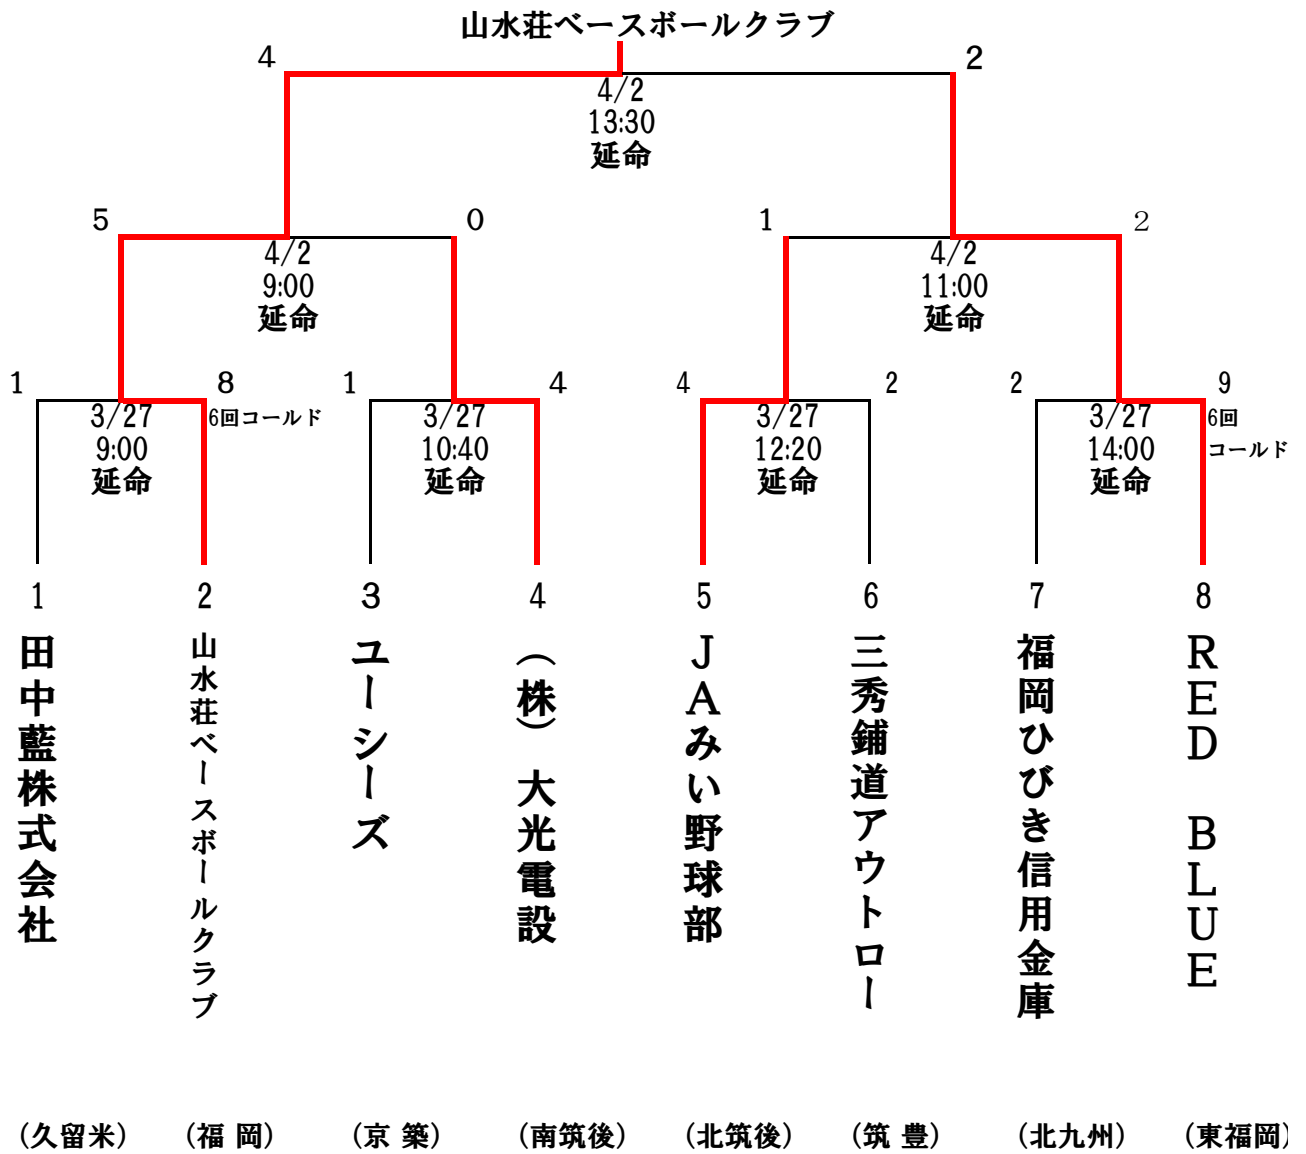 山水荘ベースボールクラブ
4
2
4/2
13:30
延命
5
0
1
2
4/2
9:00
延命
4/2
11:00
延命
1
8
1
4
4
2
2
9
3/27
9:00
延命
6回コールド
3/27
10:40
延命
3/27
12:20
延命
3/27
14:00
延命
6回
コールド
1
2
3
4
5
6
7
8
田中藍株式会社
山水荘ベースボールクラブ
ユーシーズ
（株）大光電設
ＪＡみい野球部
三秀鋪道アウトロー
福岡ひびき信用金庫
ＲＥＤ　ＢＬＵＥ
(久留米)
(福 岡)
(京 築)
(南筑後)
(北筑後)
(筑 豊)
(北九州)
(東福岡)